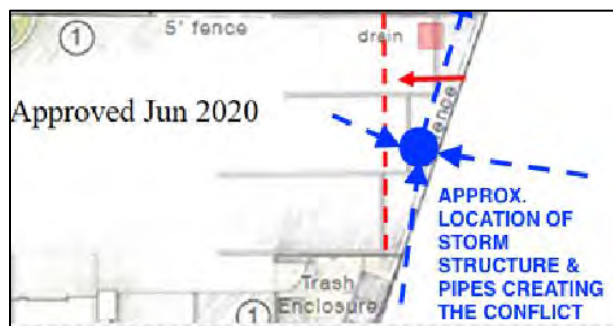 1
5' fence
drain
Approved Jun 2020
fence
APPROX.
LOCATION OF
STORM
STRUCTURE &
PIPES CREATING
THE CONFLICT
Trash
Enclosure
1